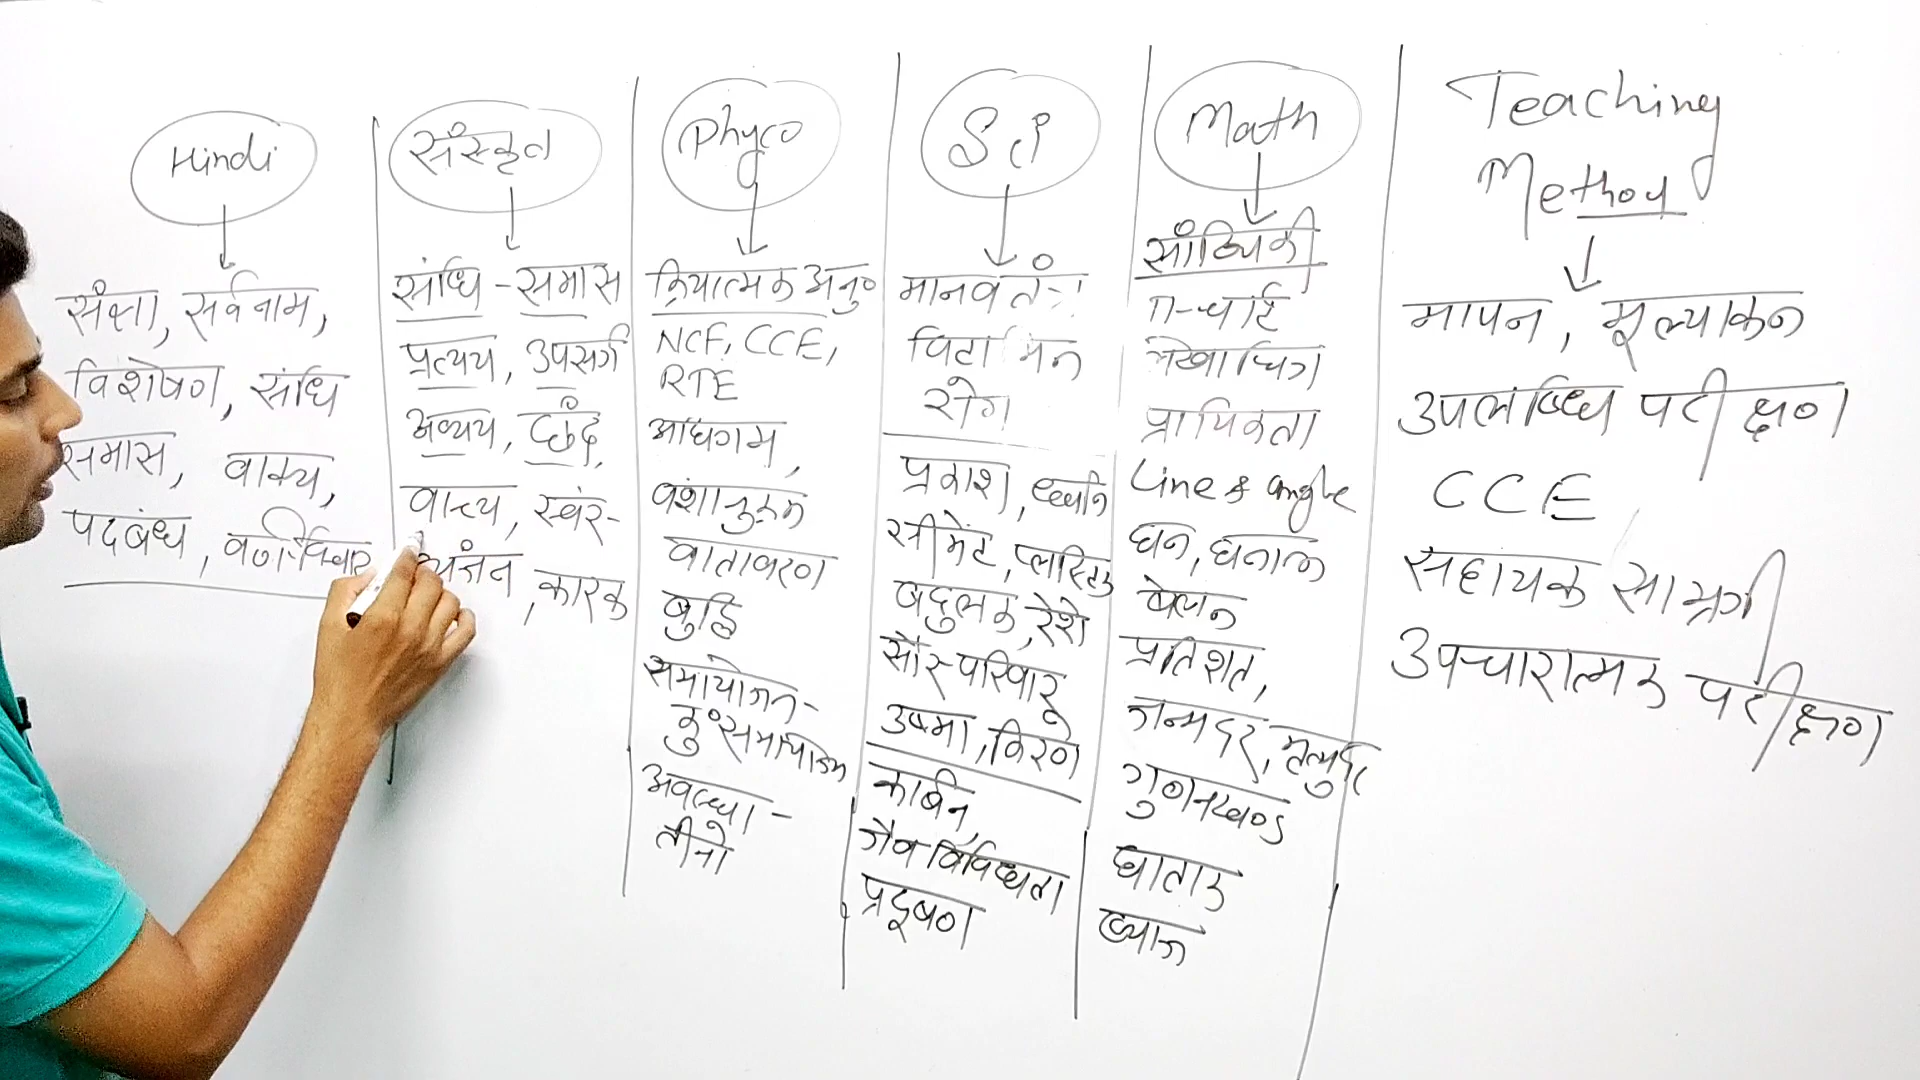 Hindi
संज्ञा, सर्वनाम,
विशेषण, संधि
समास, वाक्य,
पदबंध, वर्ण-विचार
संस्कृत
संधि - समास
प्रत्यय, उपसर्ग
अव्यय, छंद,
वाच्य, स्वर-
व्यंजन, कारक
Phyco
क्रियात्मक अनु०
NCF, CCE,
RTE
अधिगम,
वंशानुक्रम
वातावरण
बुद्धि
समायोजन-
कुःसमायोजन
अवस्था -
तीनो
Sci
मानव तंत्र
विटामिन
रोग
प्रकाश, ध्वनि
सीमेंट, प्लास्टिक
बहुलक, रेशे
सौर परिवार
उष्मा, किरणे
कार्बन,
जैव विविधता
प्रदूषण
Math
सांख्यिकी
π-चार्ट
लेखाचित्र
प्रायिकता
Line & angle
घन, घनाभ
बेलन
प्रतिशत,
जन्मदर, मृत्युदर
गुणनखण्ड
घातांक
ब्याज
Teaching
Method
मापन, मूल्यांकन
उपलब्धि परीक्षण
CCE
सहायक सामग्री
उपचारात्मक परीक्षण